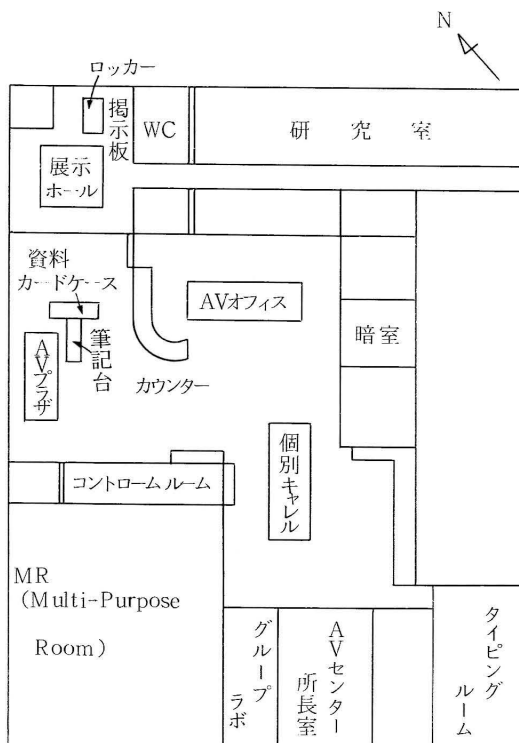 N
ロッカー
掲示板
WC
研究室
展示
ホール
資料
カードケース
AVオフィス
筆記台
AVプラザ
カウンター
暗室
個別キャレル
コントロームルーム
MR
(Multi-Purpose
Room)
グループ
ラボ
AVセンター
所長室
タイピング
ルーム